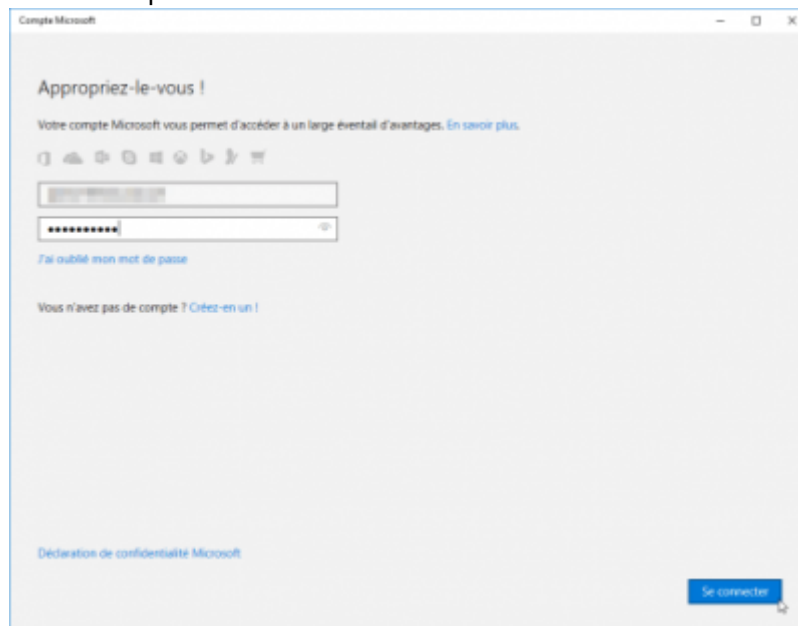 Compte Microsoft
Appropriez-le-vous !
Votre compte Microsoft vous permet d'accéder à un large éventail d'avantages. En savoir plus.
J'ai oublié mon mot de passe
Vous n'avez pas de compte ? Créez-en un !
Déclaration de confidentialité Microsoft
Se connecter